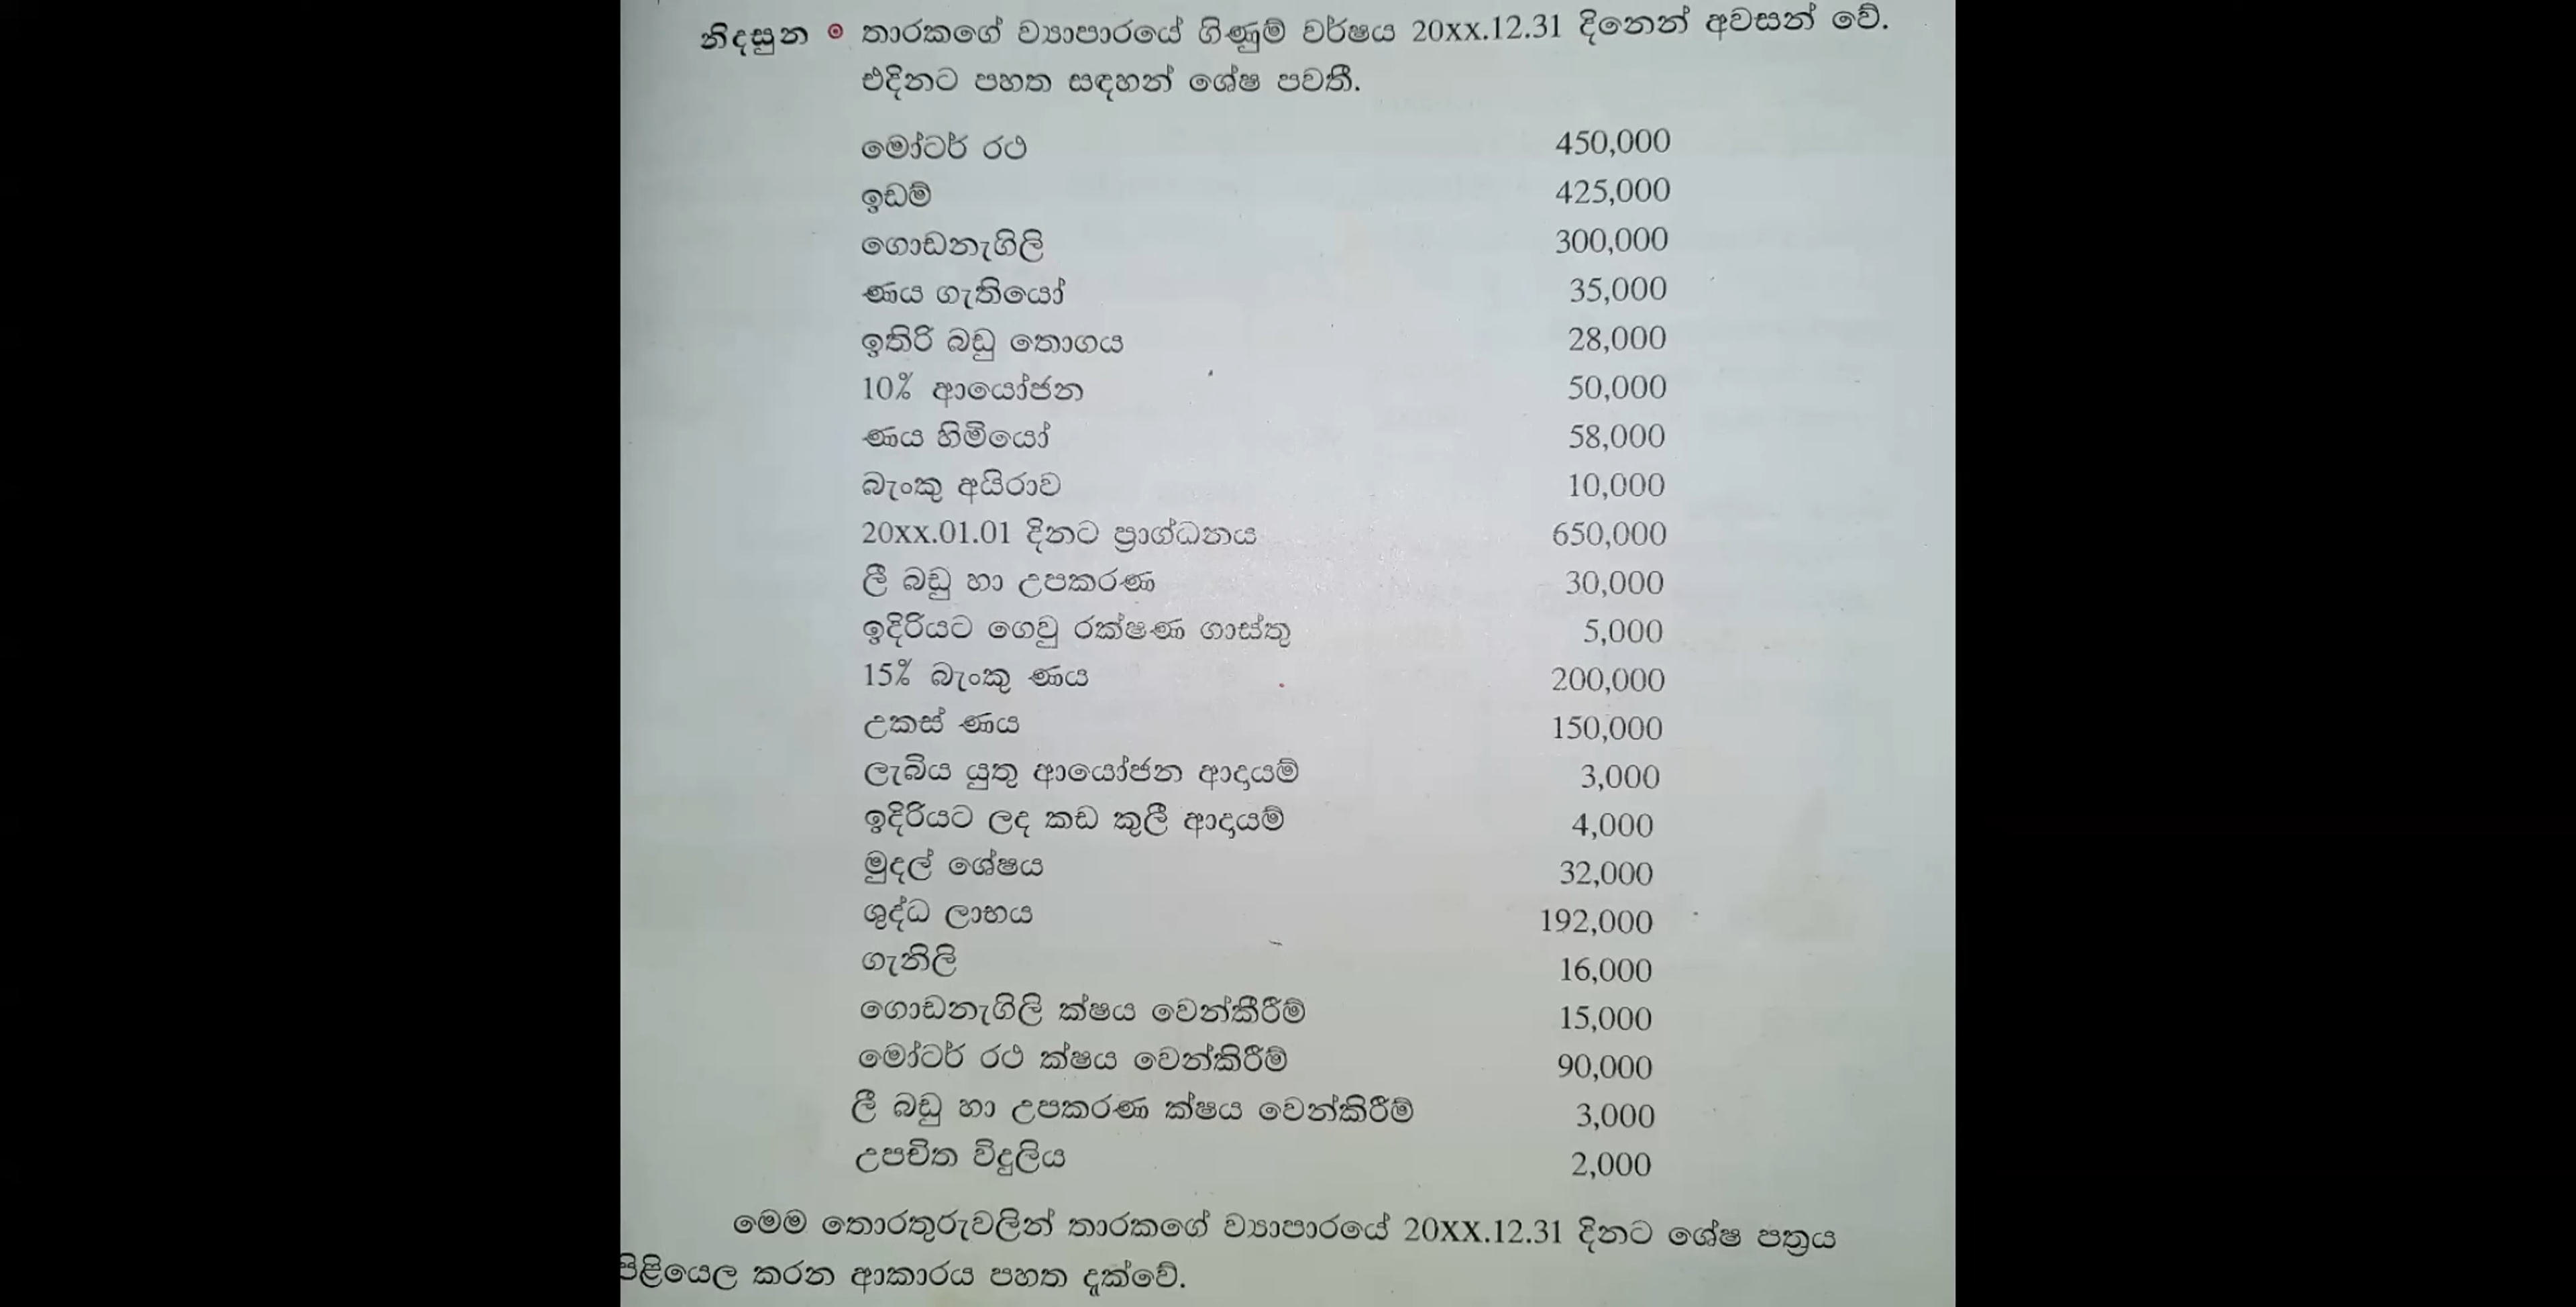 නිදසුන ⊙ තාරකගේ ව්‍යාපාරයේ ගිණුම් වර්ෂය 20xx.12.31 දිනෙන් අවසන් වේ.
එදිනට පහත සඳහන් ශේෂ පවතී.
මෝටර් රථ 450,000
ඉඩම් 425,000
ගොඩනැගිලි 300,000
ණය ගැතියෝ 35,000
ඉතිරි බඩු තොගය 28,000
10% ආයෝජන 50,000
ණය හිමියෝ 58,000
බැංකු අයිරාව 10,000
20xx.01.01 දිනට ප්‍රාග්ධනය 650,000
ලී බඩු හා උපකරණ 30,000
ඉදිරියට ගෙවූ රක්ෂණ ගාස්තු 5,000
15% බැංකු ණය 200,000
උකස් ණය 150,000
ලැබිය යුතු ආයෝජන ආදායම් 3,000
ඉදිරියට ලද කඩ කුලී ආදායම් 4,000
මුදල් ශේෂය 32,000
ශුද්ධ ලාභය 192,000
ගැනිලි 16,000
ගොඩනැගිලි ක්ෂය වෙන්කිරීම් 15,000
මෝටර් රථ ක්ෂය වෙන්කිරීම් 90,000
ලී බඩු හා උපකරණ ක්ෂය වෙන්කිරීම් 3,000
උපචිත විදුලිය 2,000
මෙම තොරතුරුවලින් තාරකගේ ව්‍යාපාරයේ 20XX.12.31 දිනට ශේෂ පත්‍රය
පිළියෙල කරන ආකාරය පහත දැක්වේ.